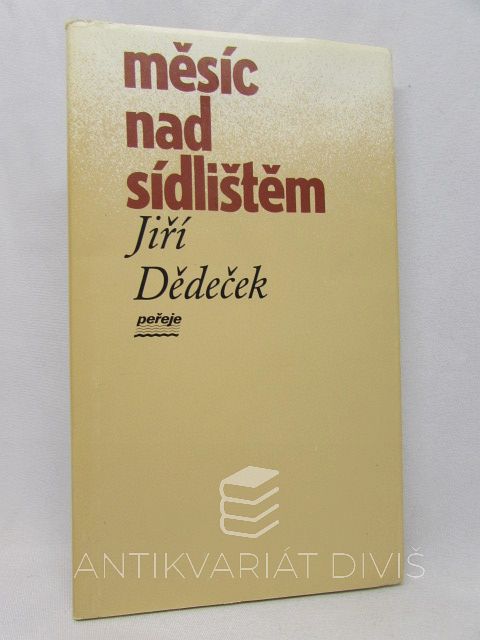 měsíc
nad
sídlištěm
Jiří
Dědeček
peřeje
ANTIKVARIÁT DIVIŠ